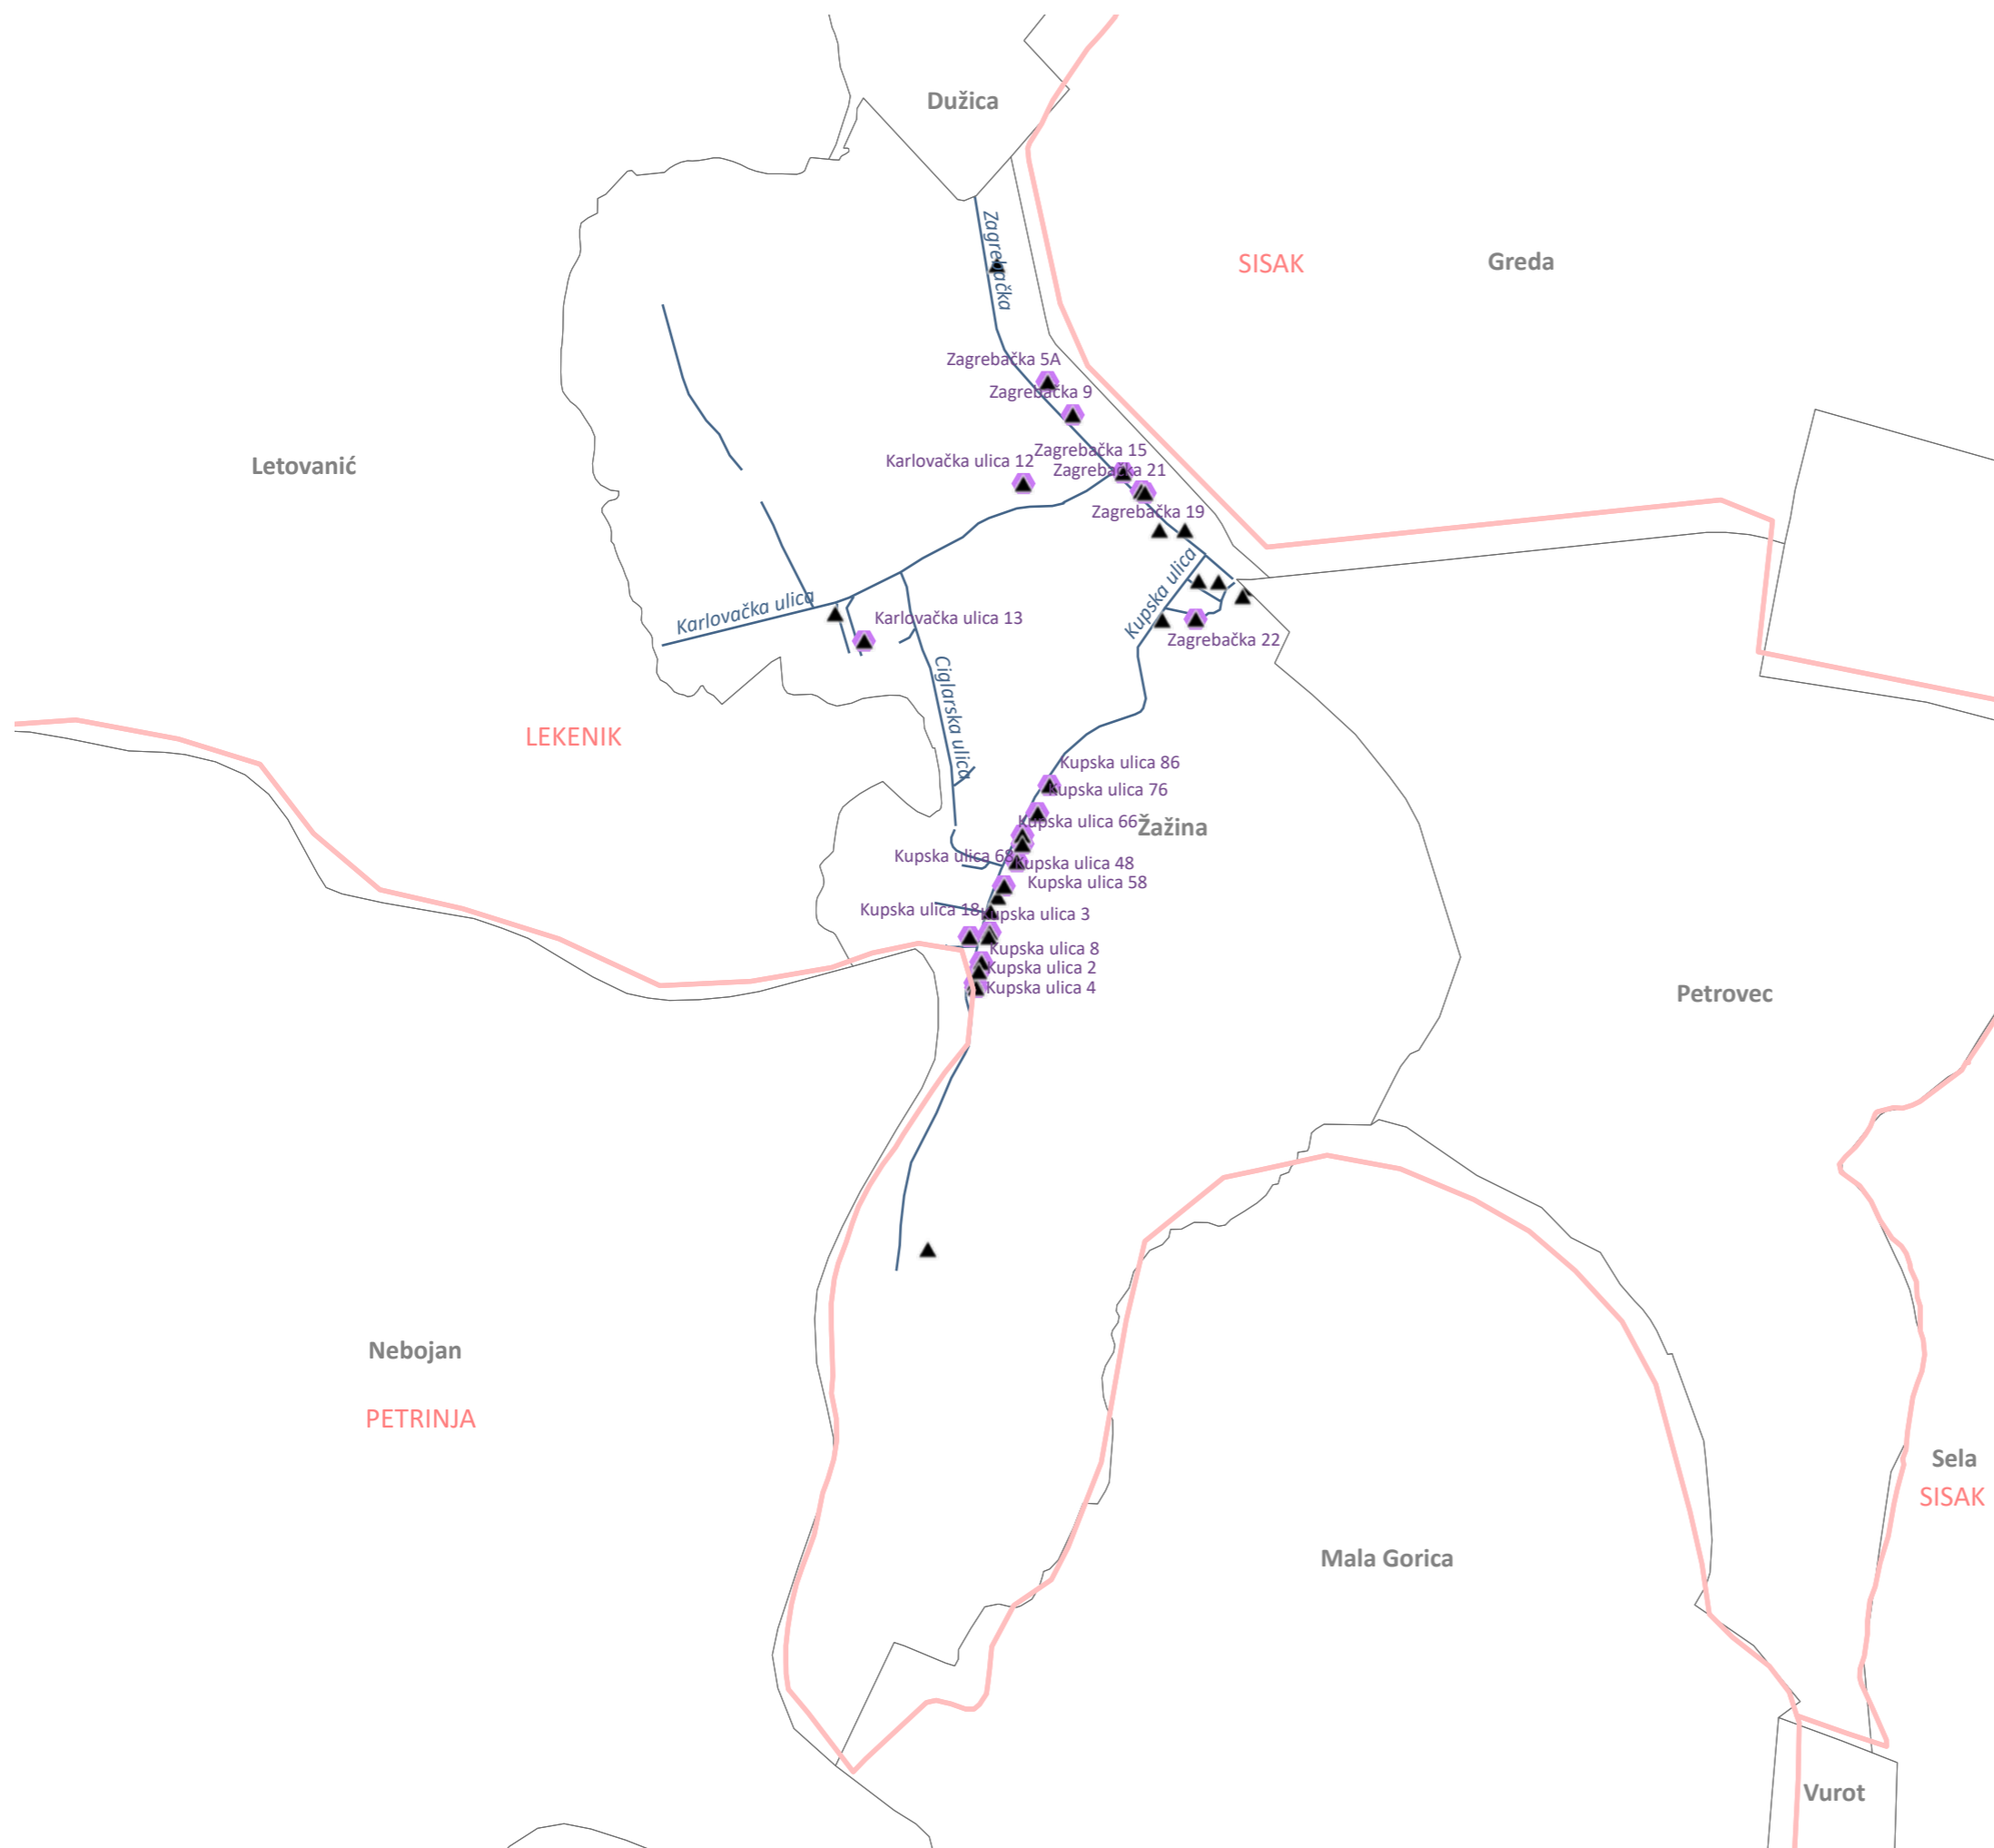 Dužica
Zagrebačka
SISAK
Greda
Zagrebačka 5A
Zagrebačka 9
Zagrebačka 15
Karlovačka ulica 12
Zagrebačka 21
Letovanić
Zagrebačka 19
Kupska ulica
Karlovačka ulica
Karlovačka ulica 13
Zagrebačka 22
Ciglarska ulica
LEKENIK
Kupska ulica 86
Kupska ulica 76
Kupska ulica 66
Žažina
Kupska ulica 68
Kupska ulica 48
Kupska ulica 58
Kupska ulica 18
Kupska ulica 3
Kupska ulica 8
Kupska ulica 2
Kupska ulica 4
Petrovec
Nebojan
PETRINJA
Sela
SISAK
Mala Gorica
Vurot